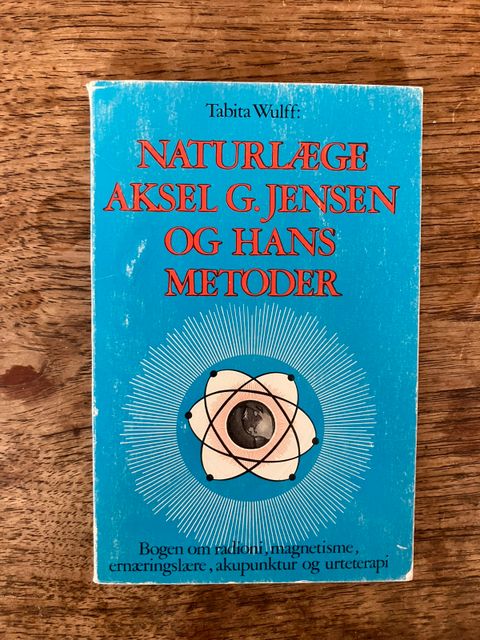 Tabita Wulff:
NATURLÆGE
AKSEL G. JENSEN
OG HANS
METODER
Bogen om radioni, magnetisme,
ernæringslære, akupunktur og urteterapi